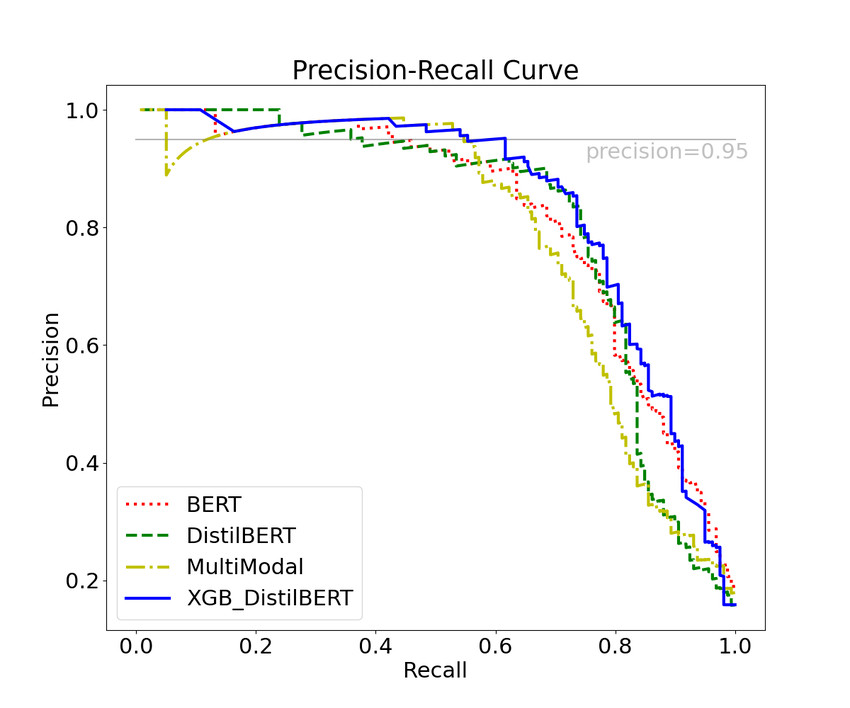 Precision-Recall Curve
1.0
precision=0.95
0.8
0.6
0.4
0.2
Precision
BERT
DistilBERT
MultiModal
XGB_DistilBERT
0.0 0.2 0.4 0.6 0.8 1.0
Recall